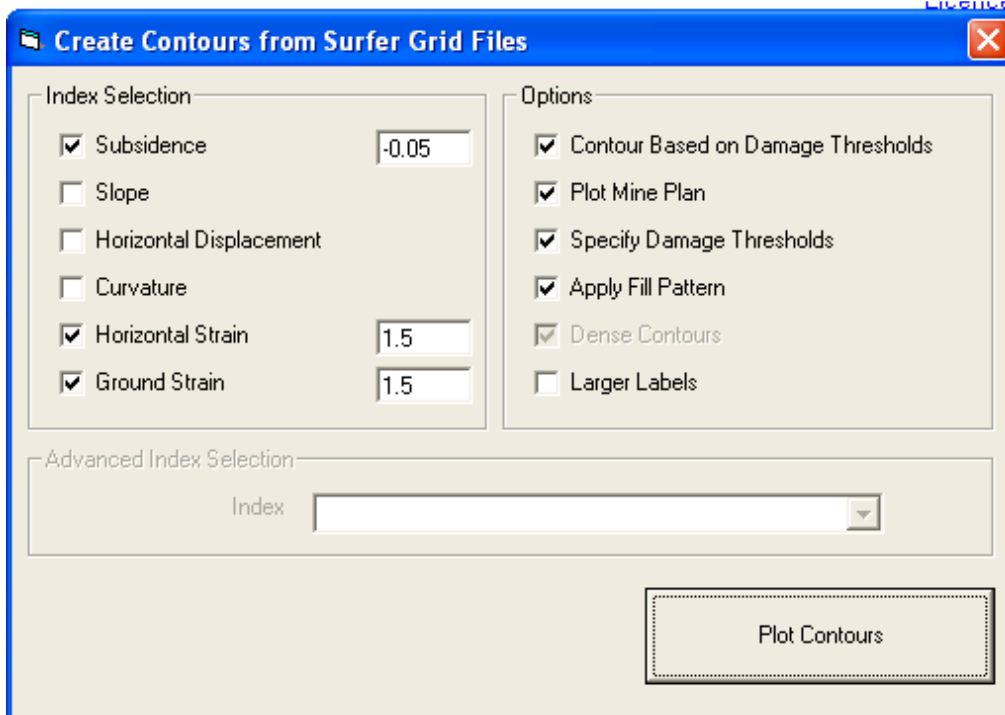 Licence
Create Contours from Surfer Grid Files
Index Selection
Subsidence -0.05
Slope
Horizontal Displacement
Curvature
Horizontal Strain 1.5
Ground Strain 1.5
Options
Contour Based on Damage Thresholds
Plot Mine Plan
Specify Damage Thresholds
Apply Fill Pattern
Dense Contours
Larger Labels
Advanced Index Selection
Index
Plot Contours